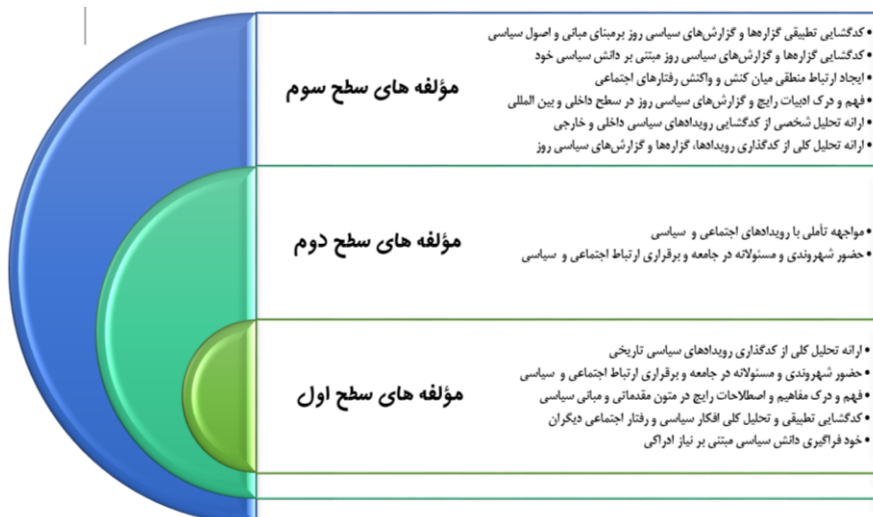 مؤلفه های سطح سوم
• کدگشایی تطبیقی گزاره‌ها و گزارش‌های سیاسی روز برمبنای مبانی و اصول سیاسی
• کدگشایی گزاره‌ها و گزارش‌های سیاسی روز مبتنی بر دانش سیاسی خود
• ایجاد ارتباط منطقی میان کنش و واکنش رفتارهای اجتماعی
• فهم و درک ادبیات رایج و گزارش‌های سیاسی روز در سطح داخلی و بین المللی
• ارائه تحلیل شخصی از کدگشایی رویدادهای سیاسی داخلی و خارجی
• ارائه تحلیل کلی از کدگذاری رویدادها، گزاره‌ها و گزارش‌های سیاسی روز
مؤلفه های سطح دوم
• مواجهه تأملی با رویدادهای اجتماعی و سیاسی
• حضور شهروندی و مسئولانه در جامعه و برقراری ارتباط اجتماعی و سیاسی
مؤلفه های سطح اول
• ارائه تحلیل کلی از کدگذاری رویدادهای سیاسی تاریخی
• حضور شهروندی و مسئولانه در جامعه و برقراری ارتباط اجتماعی و سیاسی
• فهم و درک مفاهیم و اصطلاحات رایج در متون مقدماتی و مبانی سیاسی
• کدگشایی تطبیقی و تحلیل کلی افکار سیاسی و رفتار اجتماعی دیگران
• خود فراگیری دانش سیاسی مبتنی بر نیاز ادراکی